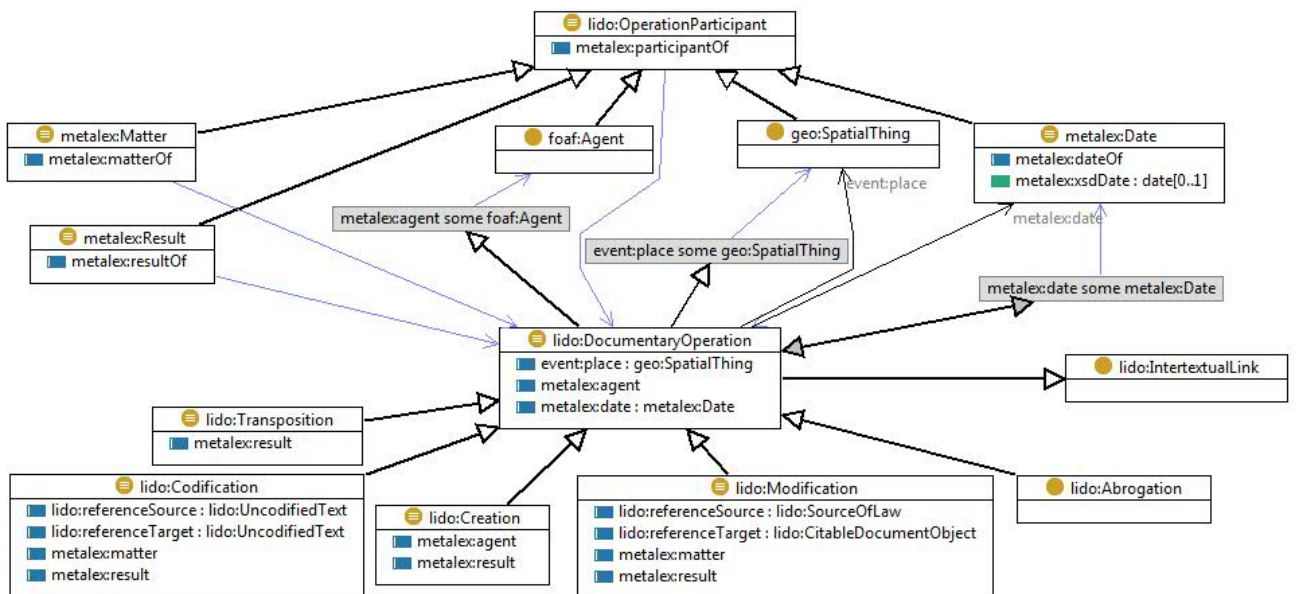 lido:OperationParticipant
metalex:participantOf
metalex:Matter
metalex:matterOf
foaf:Agent
geo:SpatialThing
metalex:Date
metalex:dateOf
metalex:xsdDate : date[0..1]
event:place
metalex:date
metalex:agent some foaf:Agent
metalex:Result
metalex:resultOf
event:place some geo:SpatialThing
metalex:date some metalex:Date
lido:DocumentaryOperation
event:place : geo:SpatialThing
metalex:agent
metalex:date : metalex:Date
lido:IntertextualLink
lido:Transposition
metalex:result
lido:Codification
lido:referenceSource : lido:UncodifiedText
lido:referenceTarget : lido:UncodifiedText
metalex:matter
metalex:result
lido:Creation
metalex:agent
metalex:result
lido:Modification
lido:referenceSource : lido:SourceOfLaw
lido:referenceTarget : lido:CitableDocumentObject
metalex:matter
metalex:result
lido:Abrogation